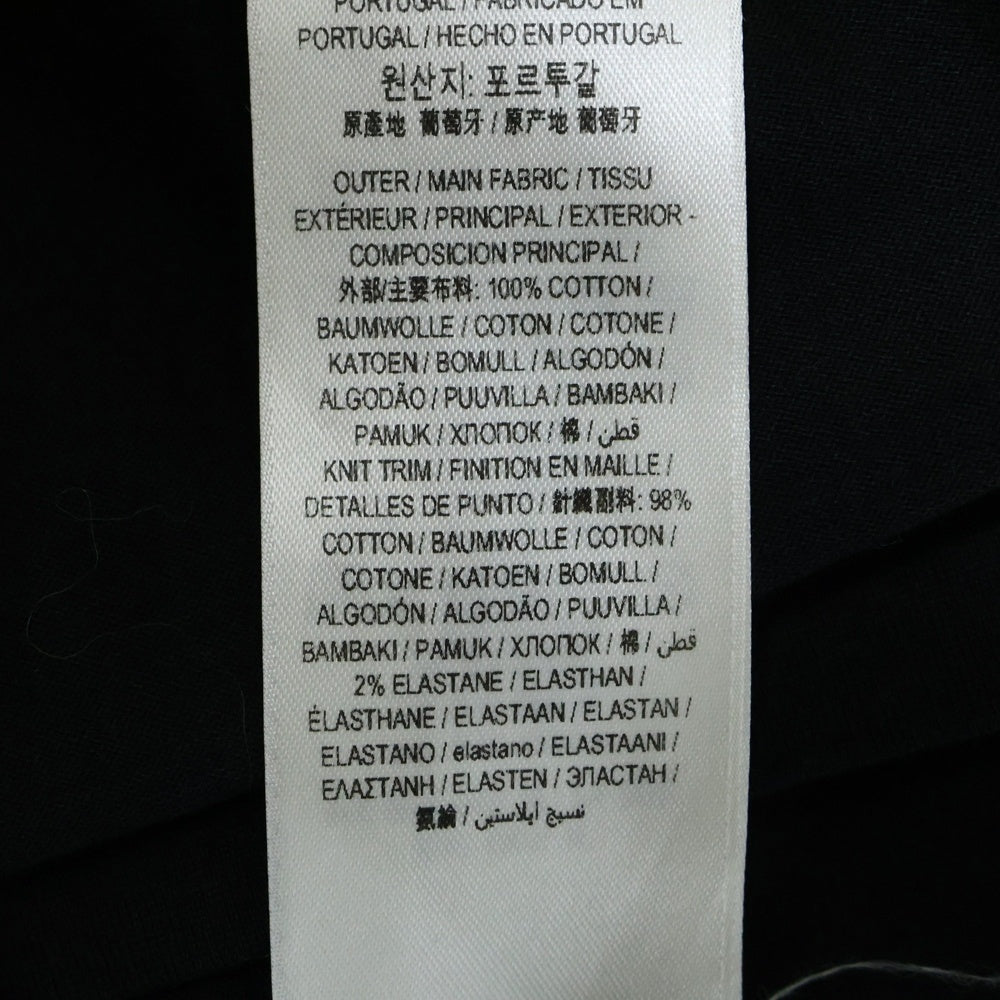 PORTUGAL / FABRICADO EM
PORTUGAL / HECHO EN PORTUGAL
원산지: 포르투갈
原產地 葡萄牙 / 原产地 葡萄牙
OUTER / MAIN FABRIC / TISSU
EXTÉRIEUR / PRINCIPAL / EXTERIOR -
COMPOSICION PRINCIPAL /
外部/主要布料: 100% COTTON /
BAUMWOLLE / COTON / COTONE /
KATOEN / BOMULL / ALGODÓN /
ALGODÃO / PUUVILLA / BAMBAKI /
PAMUK / ХЛОПОК / 棉 / قطن
KNIT TRIM / FINITION EN MAILLE /
DETALLES DE PUNTO / 針織副料: 98%
COTTON / BAUMWOLLE / COTON /
COTONE / KATOEN / BOMULL /
ALGODÓN / ALGODÃO / PUUVILLA /
BAMBAKI / PAMUK / ХЛОПОК / 棉 / قطن
2% ELASTANE / ELASTHAN /
ÉLASTHANE / ELASTAAN / ELASTAN /
ELASTANO / elastano / ELASTAANI /
ΕΛΑΣΤΑΝΗ / ELASTEN / ЭЛАСТАН /
氨綸 / نسيج ايلاستين